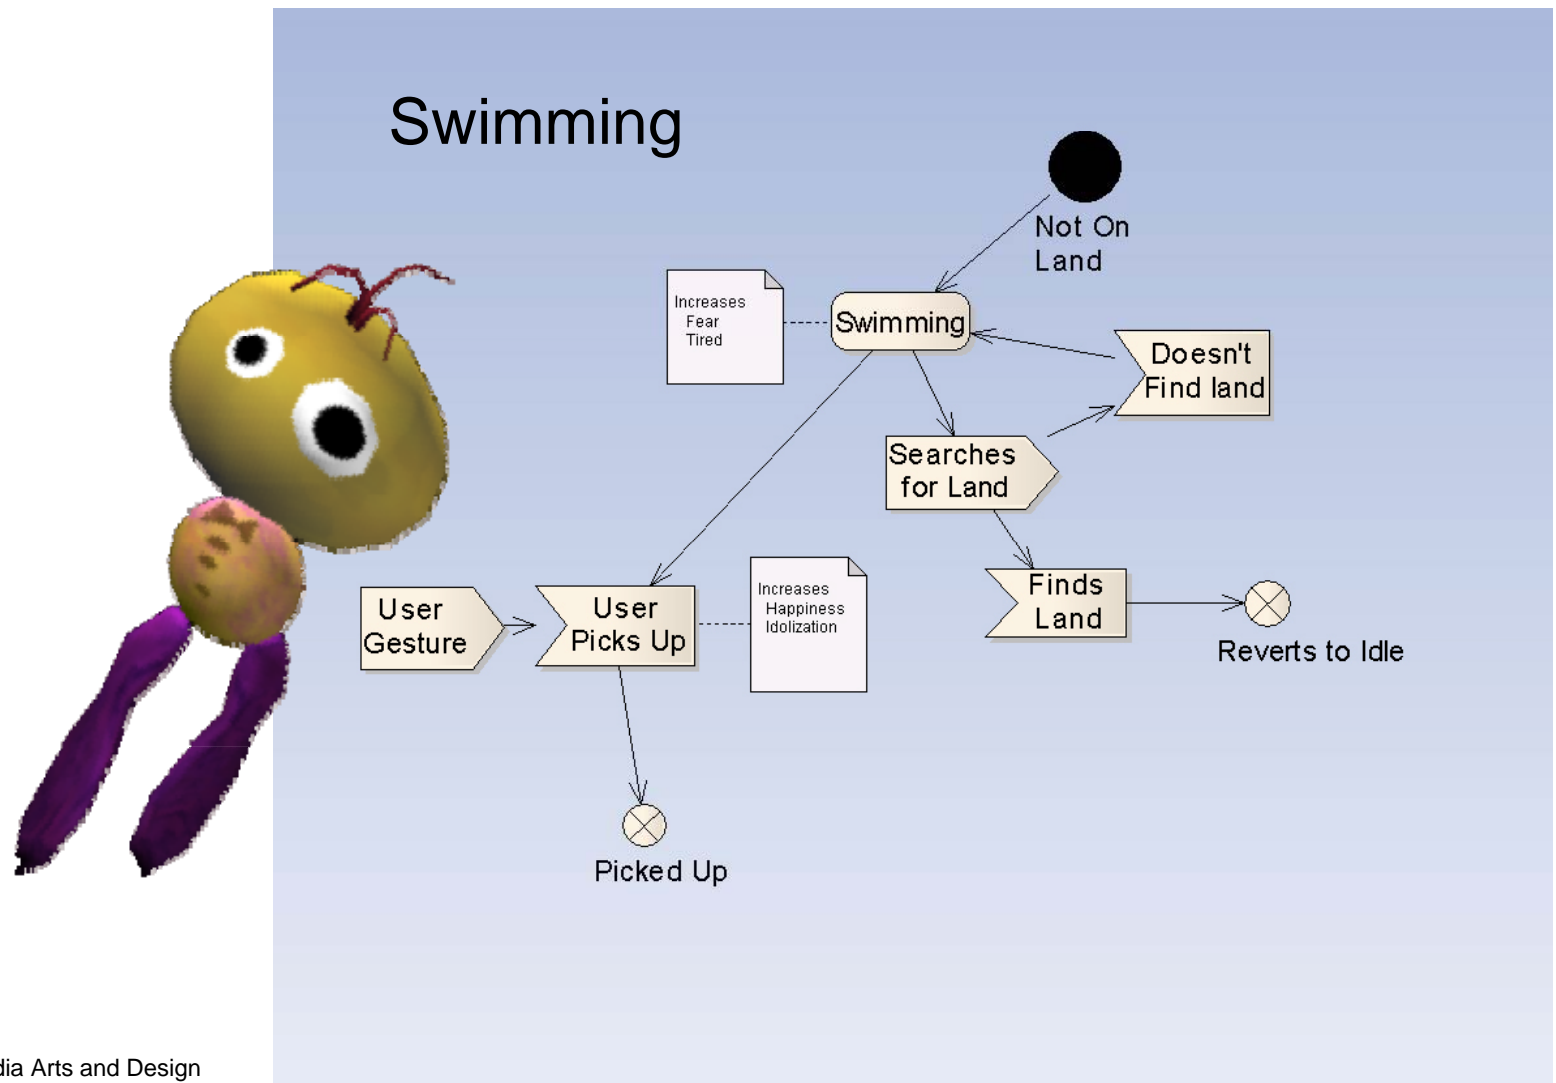 Swimming
Not On
Land
Increases
Fear
Tired
Swimming
Doesn't
Find land
Searches
for Land
Finds
Land
Reverts to Idle
User
Gesture
User
Picks Up
Increases
Happiness
Idolization
Picked Up
dia Arts and Design